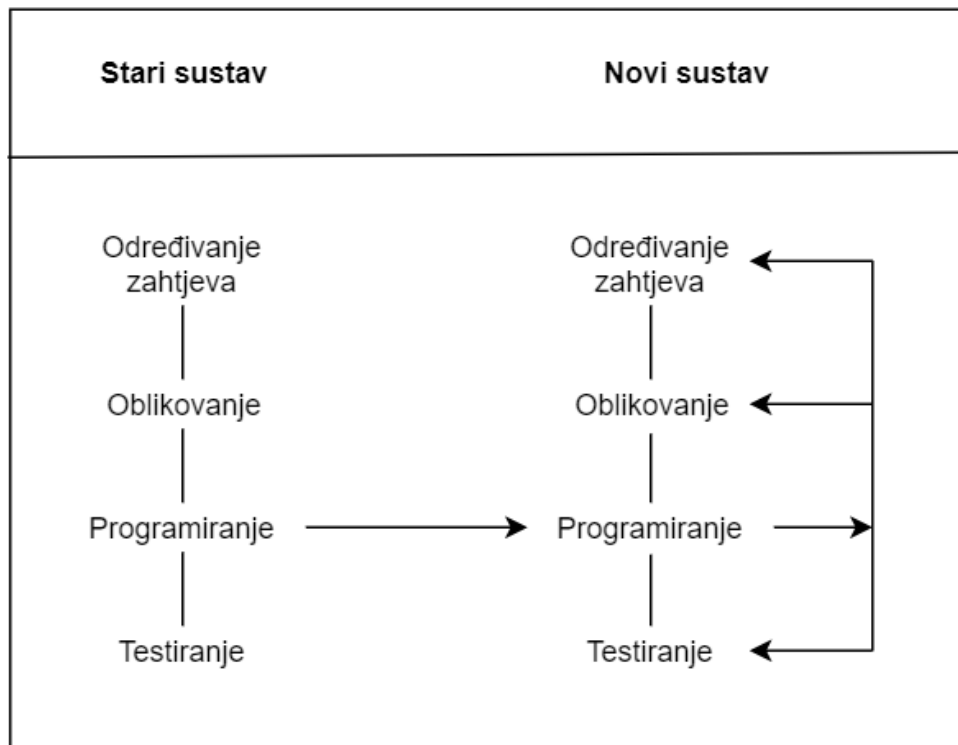 Stari sustav
Novi sustav
Određivanje
zahtjeva
Određivanje
zahtjeva
Oblikovanje
Oblikovanje
Programiranje
Programiranje
Testiranje
Testiranje